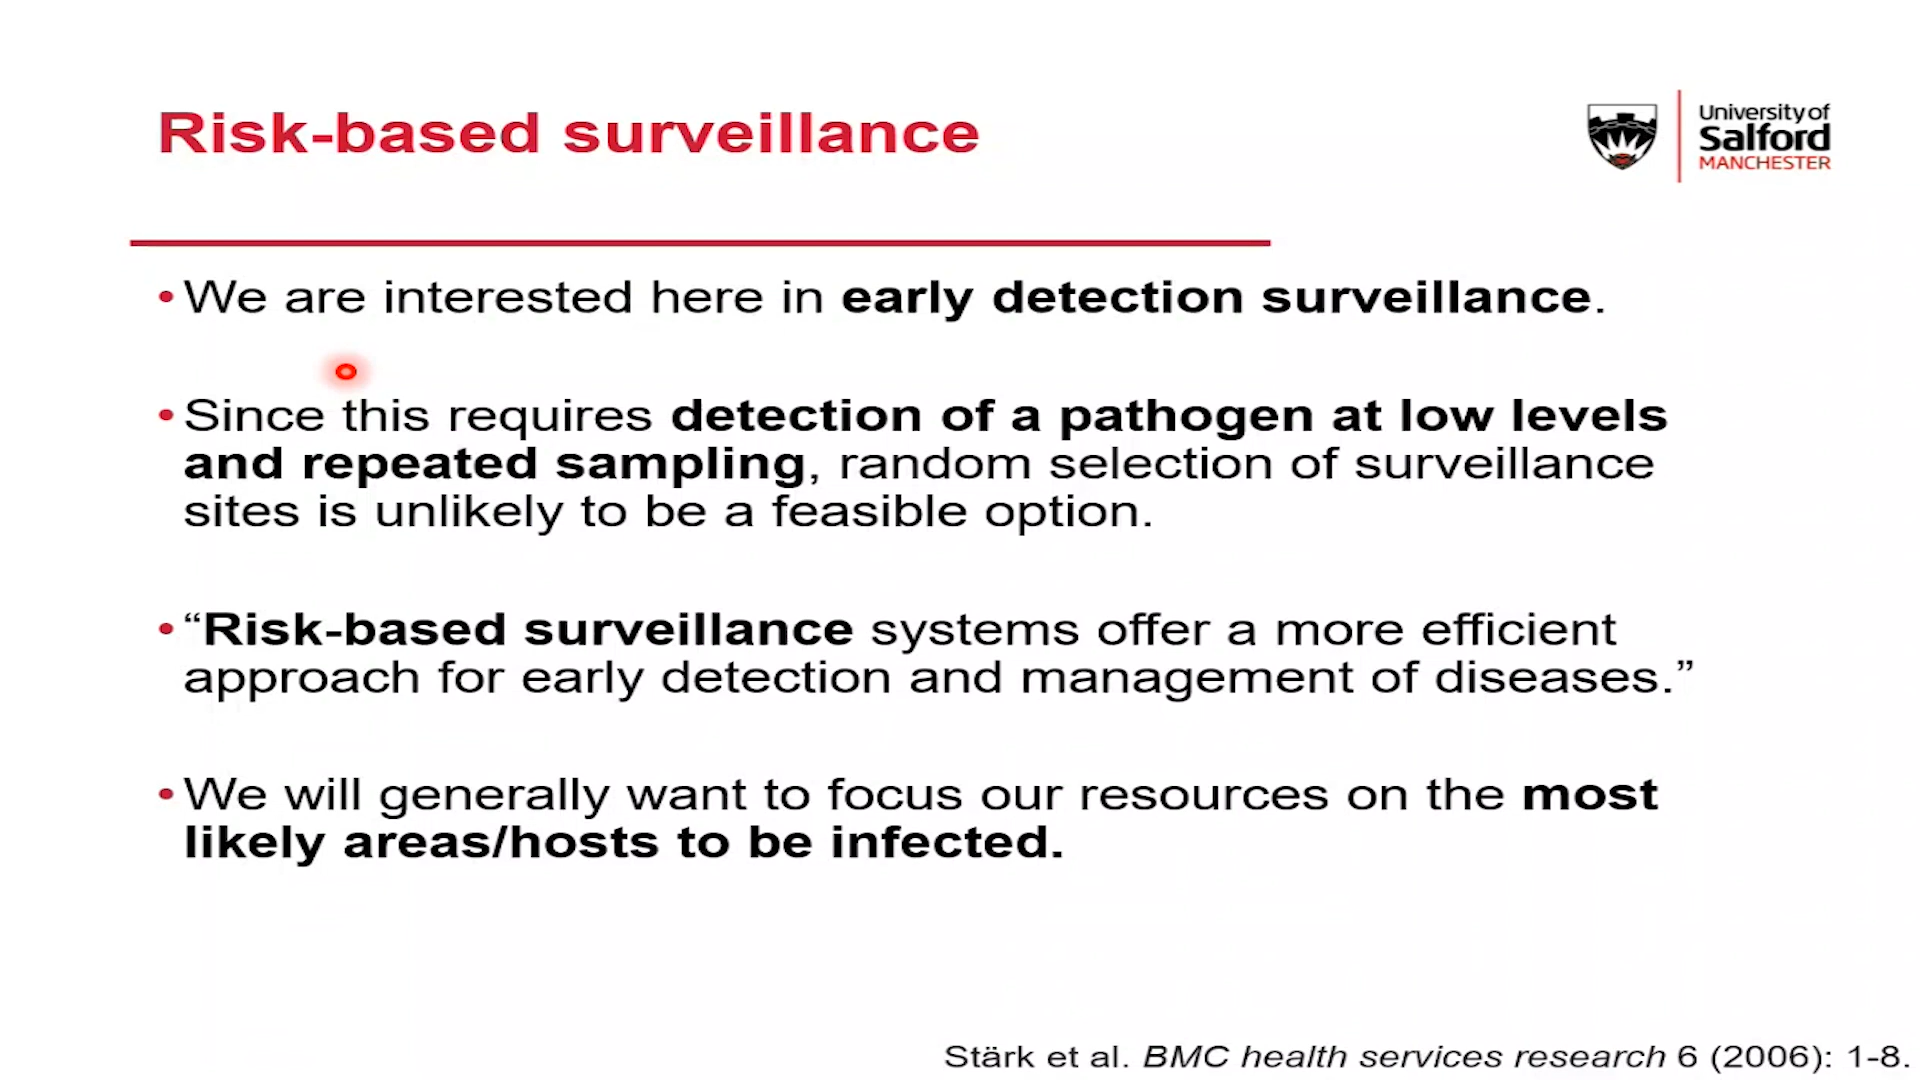 Risk-based surveillance
University of
Salford
MANCHESTER
•We are interested here in early detection surveillance.
•Since this requires detection of a pathogen at low levels
and repeated sampling, random selection of surveillance
sites is unlikely to be a feasible option.
•“Risk-based surveillance systems offer a more efficient
approach for early detection and management of diseases.”
•We will generally want to focus our resources on the most
likely areas/hosts to be infected.
Stärk et al. BMC health services research 6 (2006): 1-8.